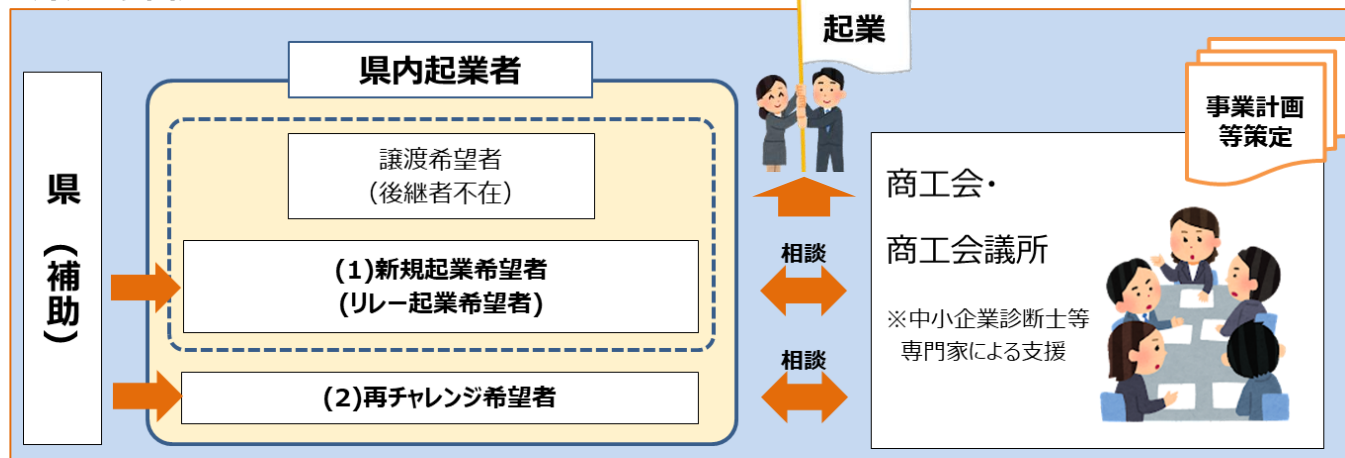 起業
県内起業者
事業計画
等策定
県（補助）
譲渡希望者
（後継者不在）
(1)新規起業希望者
(リレー起業希望者)
(2)再チャレンジ希望者
相談
相談
商工会・
商工会議所
※中小企業診断士等
専門家による支援